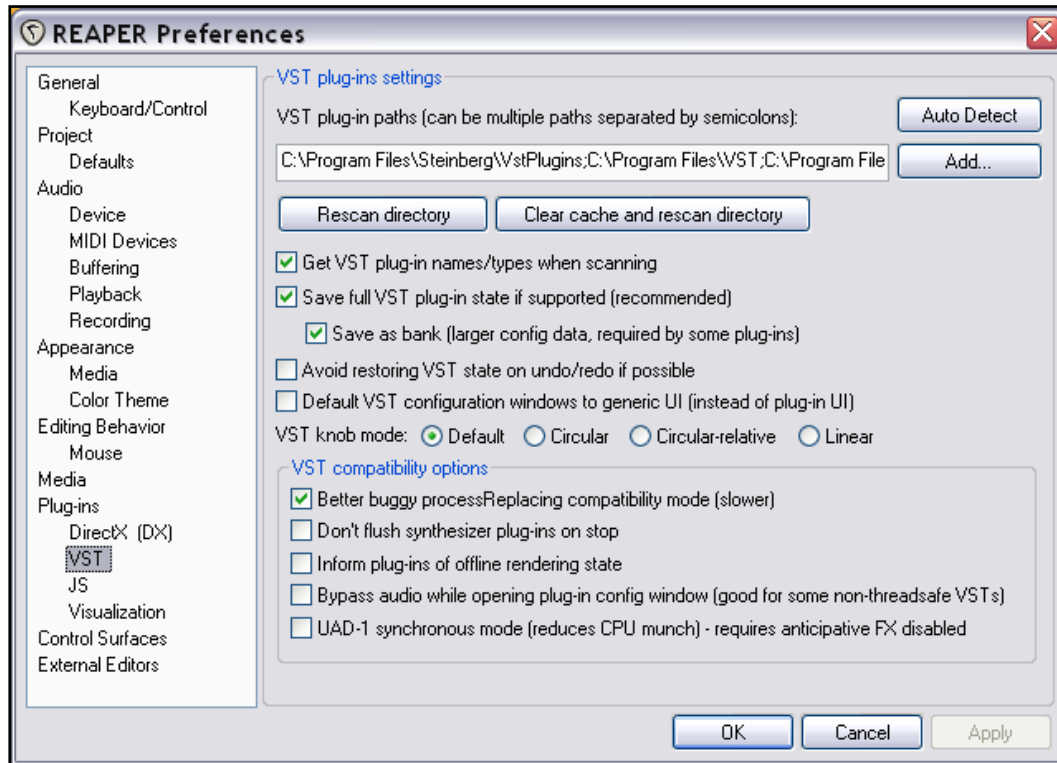 REAPER Preferences
General
Keyboard/Control
Project
Defaults
Audio
Device
MIDI Devices
Buffering
Playback
Recording
Appearance
Media
Color Theme
Editing Behavior
Mouse
Media
Plug-ins
DirectX (DX)
VST
JS
Visualization
Control Surfaces
External Editors
VST plug-ins settings
VST plug-in paths (can be multiple paths separated by semicolons):
Auto Detect
C:\Program Files\Steinberg\VstPlugins;C:\Program Files\VST;C:\Program File
Add...
Rescan directory
Clear cache and rescan directory
Get VST plug-in names/types when scanning
Save full VST plug-in state if supported (recommended)
Save as bank (larger config data, required by some plug-ins)
Avoid restoring VST state on undo/redo if possible
Default VST configuration windows to generic UI (instead of plug-in UI)
VST knob mode: Default Circular Circular-relative Linear
VST compatibility options
Better buggy processReplacing compatibility mode (slower)
Don't flush synthesizer plug-ins on stop
Inform plug-ins of offline rendering state
Bypass audio while opening plug-in config window (good for some non-threadsafe VSTs)
UAD-1 synchronous mode (reduces CPU munch) - requires anticipative FX disabled
OK
Cancel
Apply